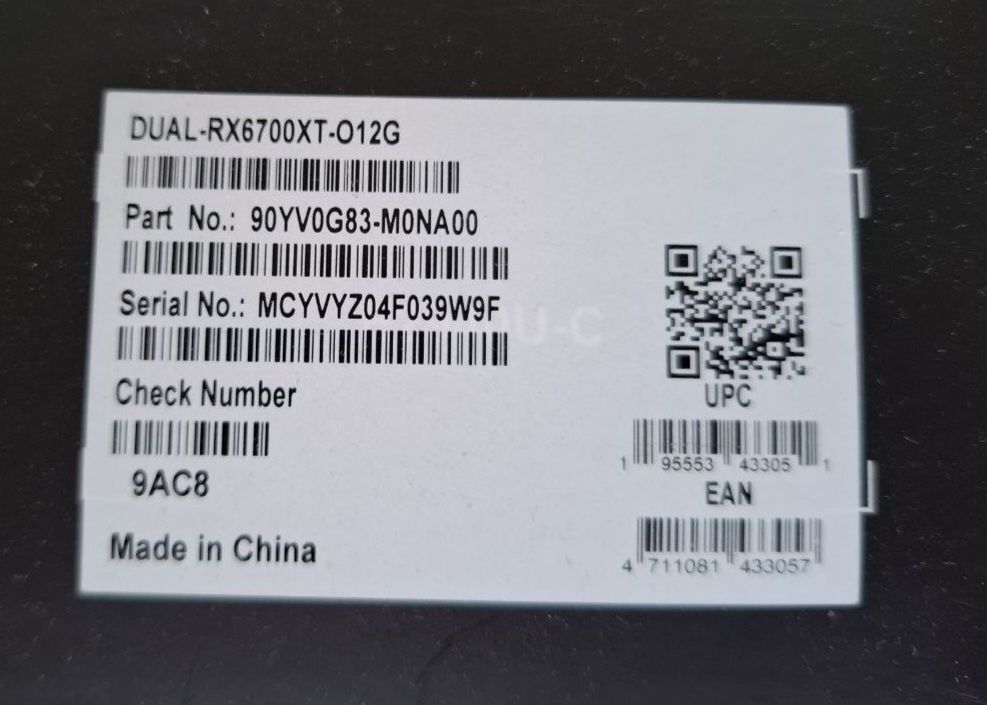 DUAL-RX6700XT-O12G
Part No.: 90YV0G83-M0NA00
Serial No.: MCYVYZ04F039W9F
Check Number
9AC8
Made in China
UPC
1 95553 43305 1
EAN
4 711081 433057